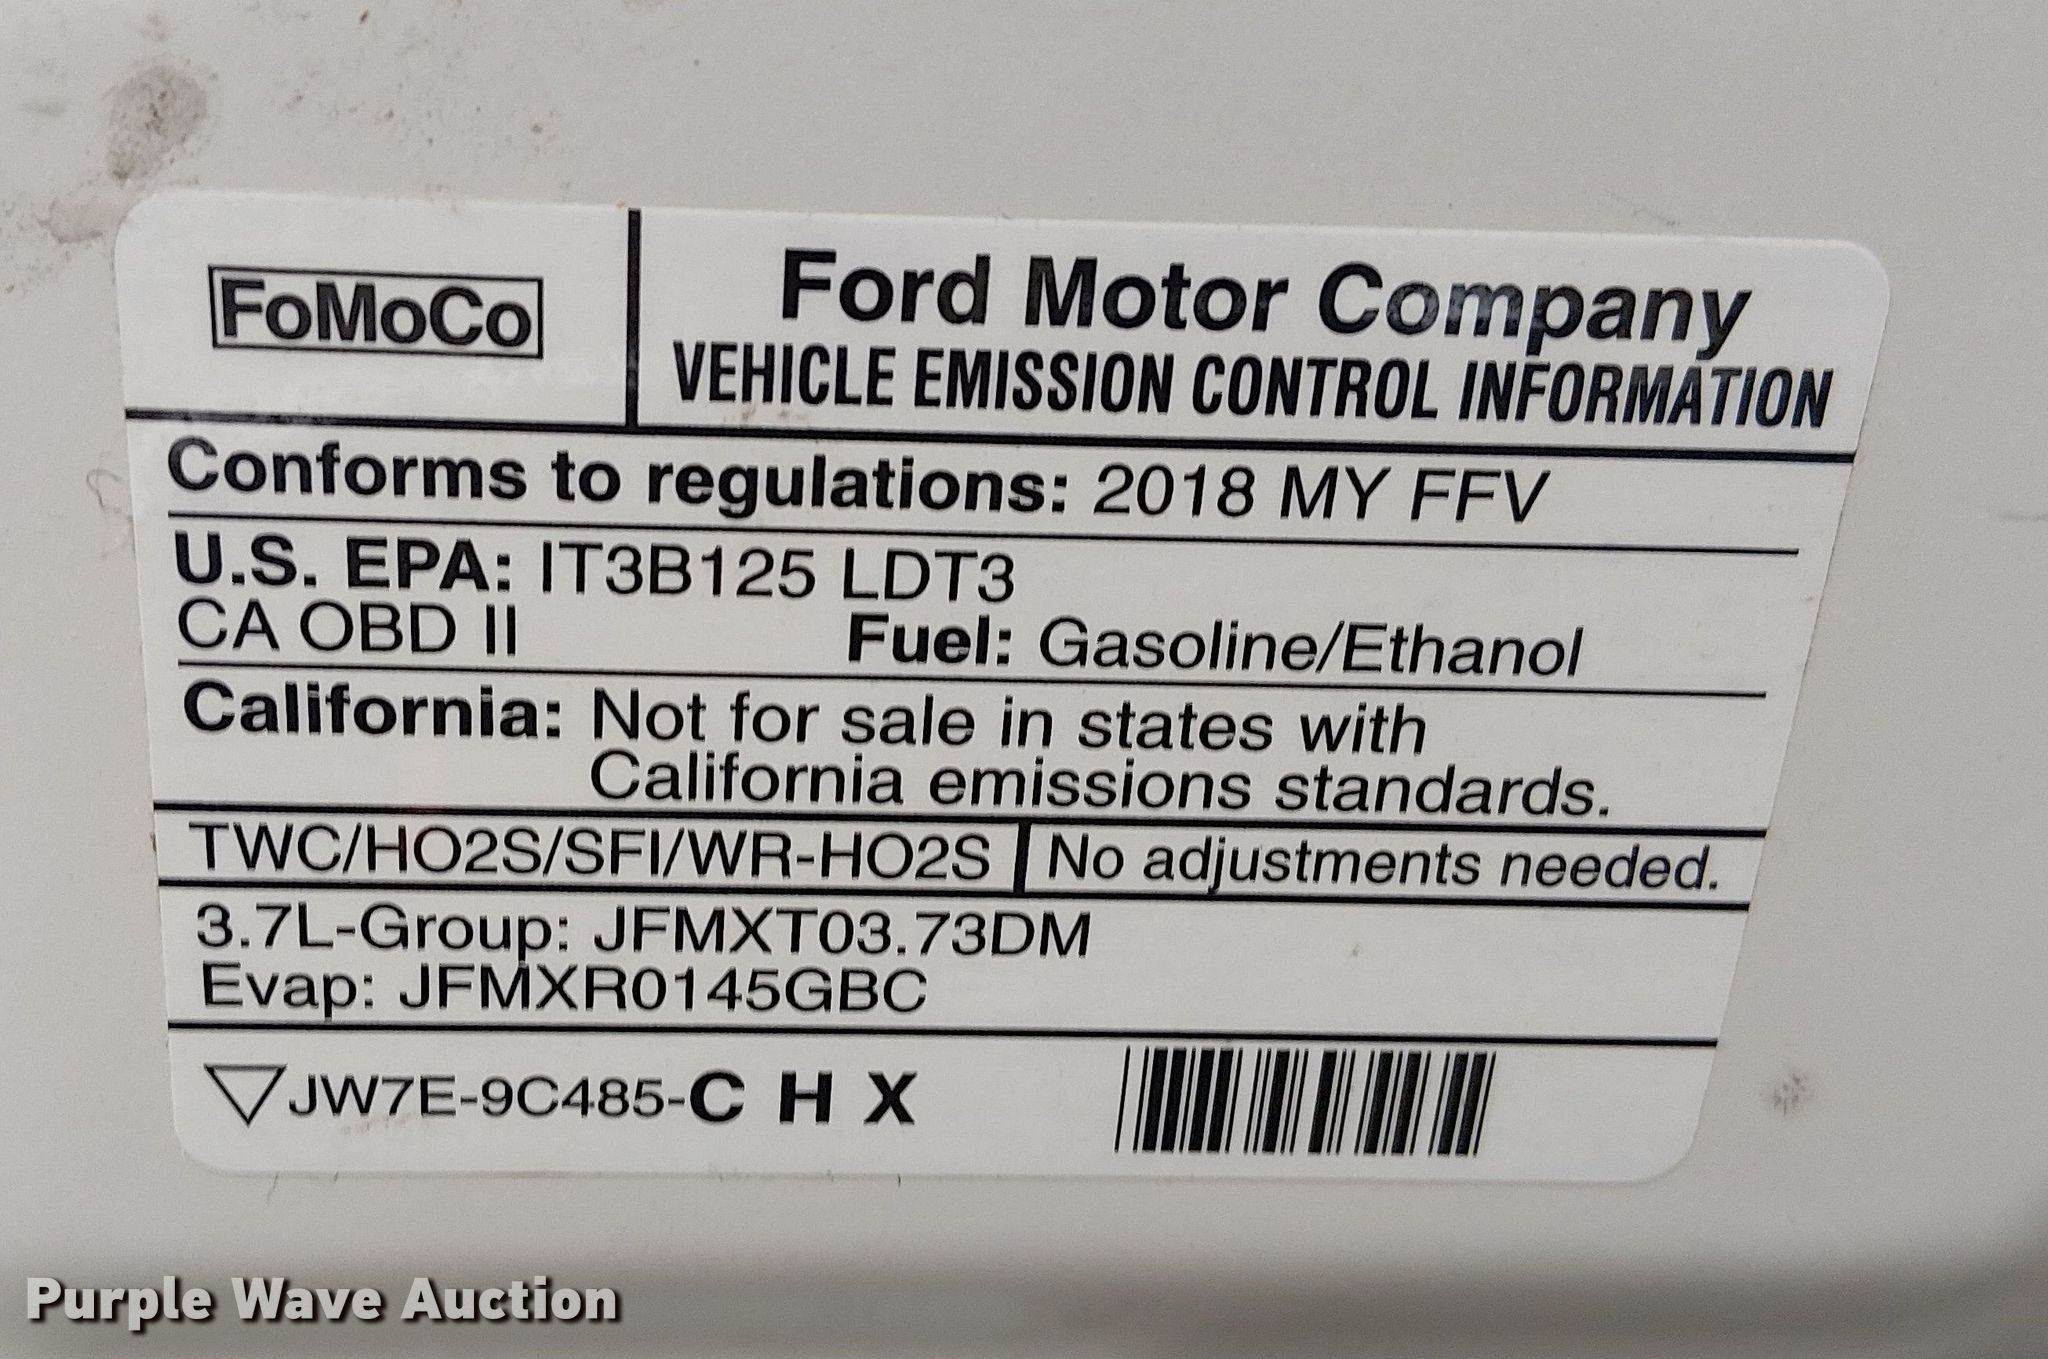 FoMoCo
Ford Motor Company
VEHICLE EMISSION CONTROL INFORMATION
Conforms to regulations: 2018 MY FFV
U.S. EPA: IT3B125 LDT3
CA OBD II Fuel: Gasoline/Ethanol
California: Not for sale in states with
California emissions standards.
TWC/HO2S/SFI/WR-HO2S No adjustments needed.
3.7L-Group: JFMXT03.73DM
Evap: JFMXR0145GBC
JW7E-9C485-C H X
Purple Wave Auction